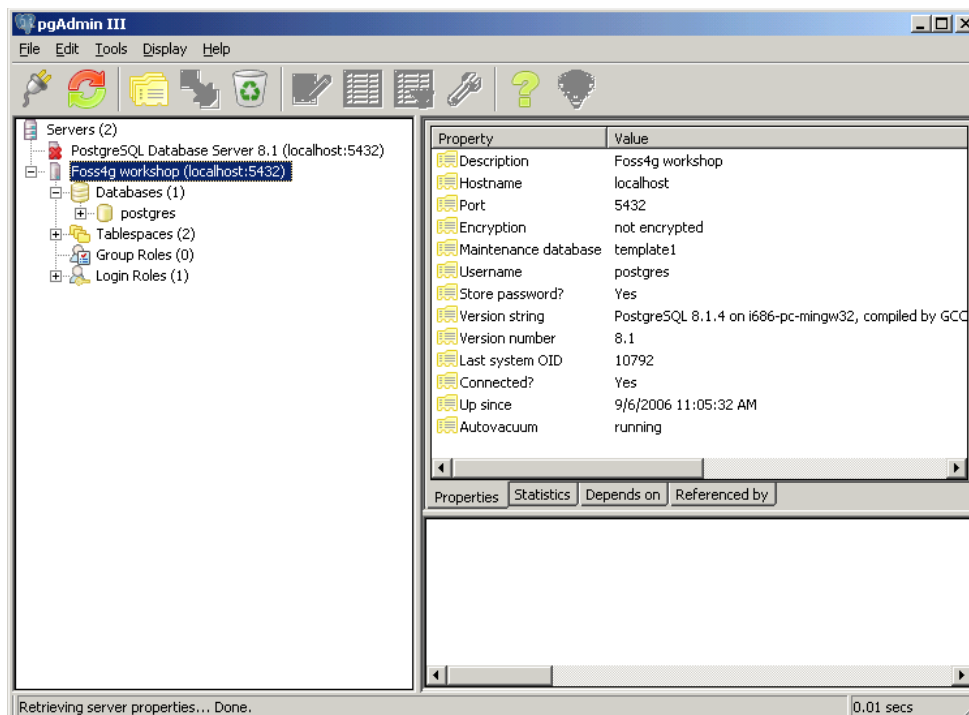 pgAdmin III
File Edit Tools Display Help
Servers (2)
PostgreSQL Database Server 8.1 (localhost:5432)
Foss4g workshop (localhost:5432)
Databases (1)
postgres
Tablespaces (2)
Group Roles (0)
Login Roles (1)
Property Value
Description Foss4g workshop
Hostname localhost
Port 5432
Encryption not encrypted
Maintenance database template1
Username postgres
Store password? Yes
Version string PostgreSQL 8.1.4 on i686-pc-mingw32, compiled by GCC
Version number 8.1
Last system OID 10792
Connected? Yes
Up since 9/6/2006 11:05:32 AM
Autovacuum running
Properties Statistics Depends on Referenced by
Retrieving server properties... Done. 0.01 secs